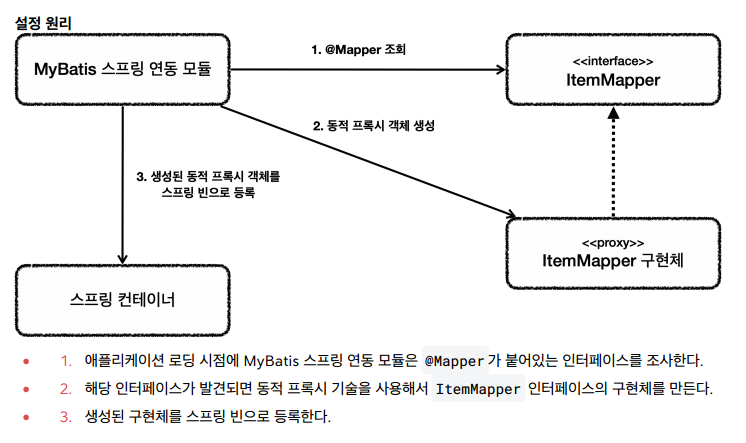 설정 원리
MyBatis 스프링 연동 모듈
1. @Mapper 조회
<<interface>>
ItemMapper
2. 동적 프록시 객체 생성
3. 생성된 동적 프록시 객체를
스프링 빈으로 등록
<<proxy>>
ItemMapper 구현체
스프링 컨테이너
1. 애플리케이션 로딩 시점에 MyBatis 스프링 연동 모듈은 @Mapper 가 붙어있는 인터페이스를 조사한다.
2. 해당 인터페이스가 발견되면 동적 프록시 기술을 사용해서 ItemMapper 인터페이스의 구현체를 만든다.
3. 생성된 구현체를 스프링 빈으로 등록한다.